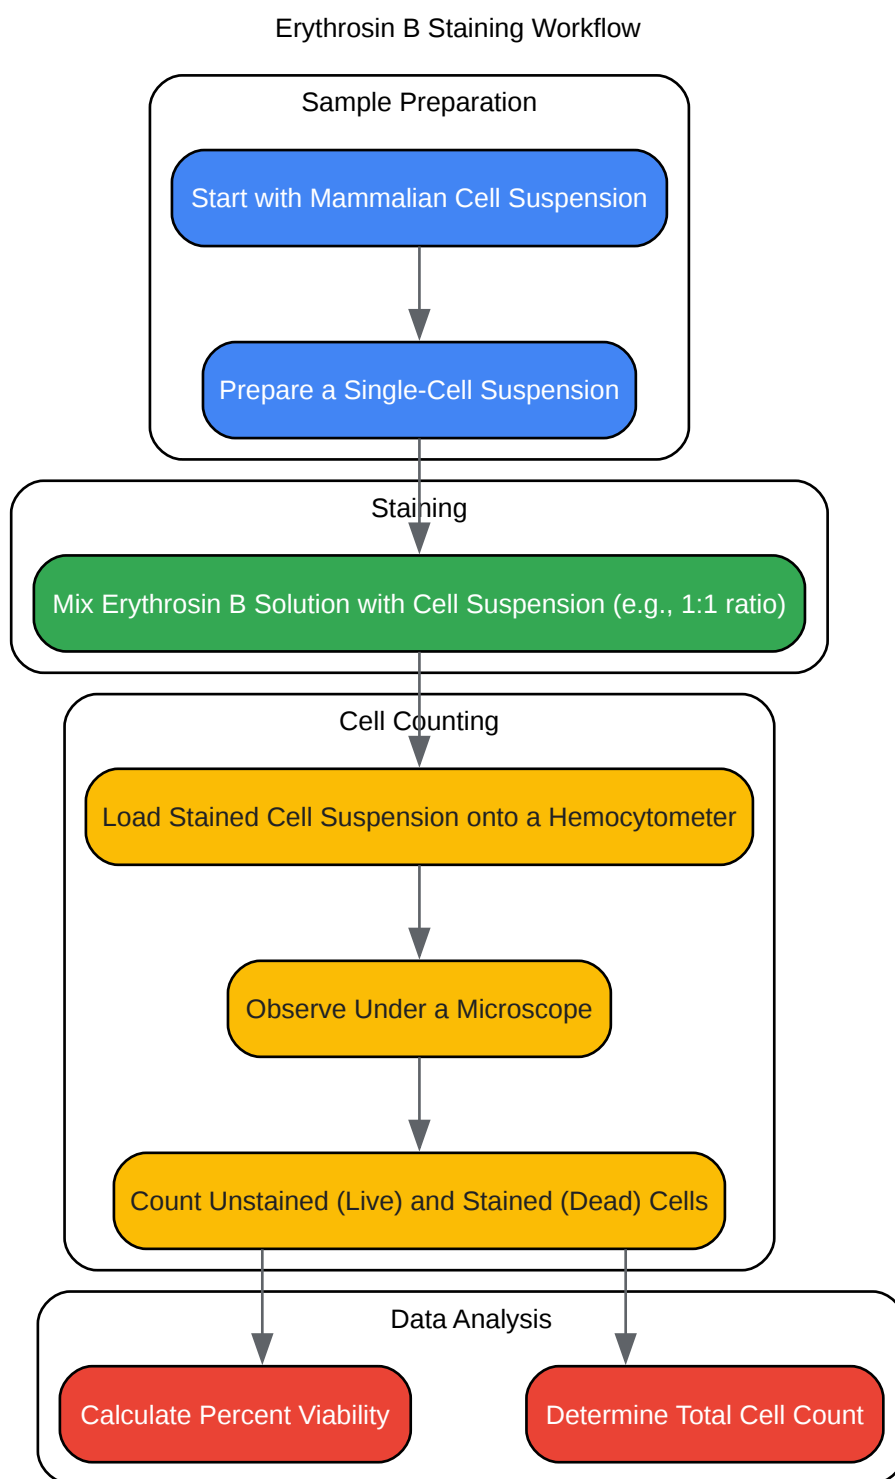 Erythrosin B Staining Workflow
Sample Preparation
Start with Mammalian Cell Suspension
Prepare a Single-Cell Suspension
Staining
Mix Erythrosin B Solution with Cell Suspension (e.g., 1:1 ratio)
Cell Counting
Load Stained Cell Suspension onto a Hemocytometer
Observe Under a Microscope
Count Unstained (Live) and Stained (Dead) Cells
Data Analysis
Calculate Percent Viability
Determine Total Cell Count